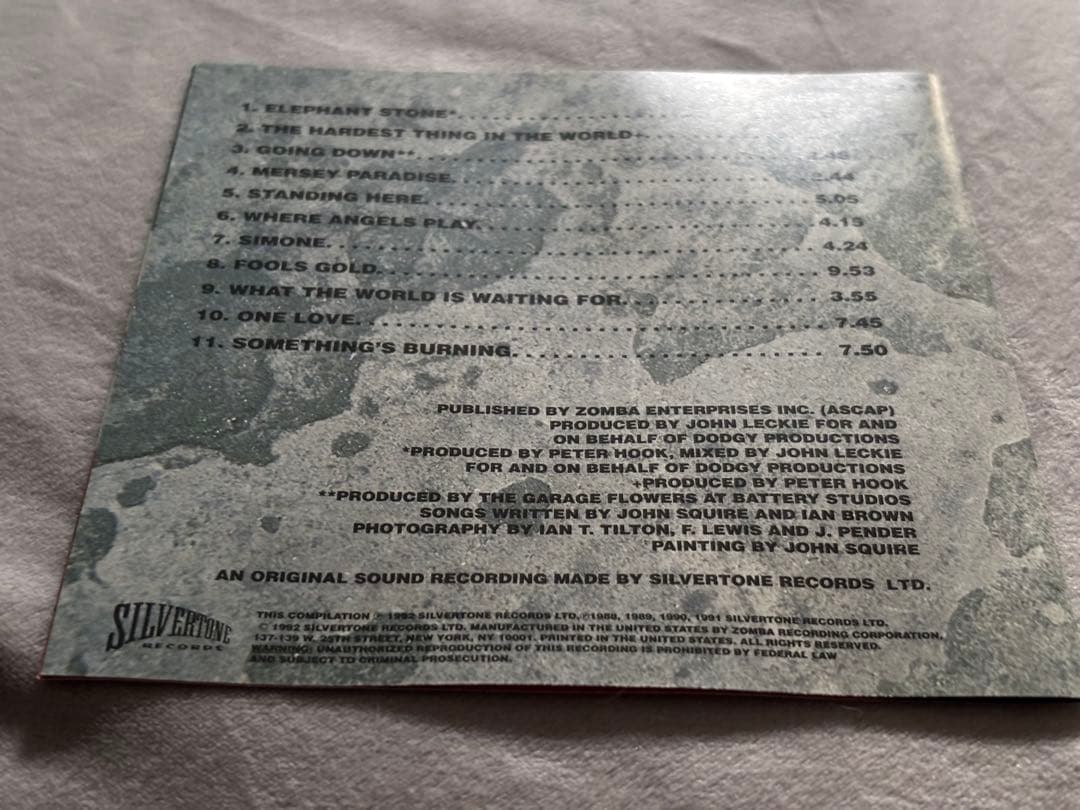 1. ELEPHANT STONE*
2. THE HARDEST THING IN THE WORLD+
3. GOING DOWN**
4. MERSEY PARADISE 2.44
5. STANDING HERE 5.05
6. WHERE ANGELS PLAY 4.15
7. SIMONE 4.24
8. FOOLS GOLD 9.53
9. WHAT THE WORLD IS WAITING FOR 3.55
10. ONE LOVE 7.45
11. SOMETHING'S BURNING 7.50
PUBLISHED BY ZOMBA ENTERPRISES INC. (ASCAP)
PRODUCED BY JOHN LECKIE FOR AND
ON BEHALF OF DODGY PRODUCTIONS
*PRODUCED BY PETER HOOK, MIXED BY JOHN LECKIE
FOR AND ON BEHALF OF DODGY PRODUCTIONS
+PRODUCED BY PETER HOOK
**PRODUCED BY THE GARAGE FLOWERS AT BATTERY STUDIOS
SONGS WRITTEN BY JOHN SQUIRE AND IAN BROWN
PHOTOGRAPHY BY IAN T. TILTON, F. LEWIS AND J. PENDER
PAINTING BY JOHN SQUIRE
AN ORIGINAL SOUND RECORDING MADE BY SILVERTONE RECORDS LTD.
SILVERTONE
RECORDS
THIS COMPILATION ℗ 1992 SILVERTONE RECORDS LTD. ℗1988, 1989, 1990, 1991 SILVERTONE RECORDS LTD.
© 1992 SILVERTONE RECORDS LTD. MANUFACTURED IN THE UNITED STATES BY ZOMBA RECORDING CORPORATION,
137-139 W. 25TH STREET, NEW YORK, NY 10001. PRINTED IN THE UNITED STATES. ALL RIGHTS RESERVED.
WARNING: UNAUTHORIZED REPRODUCTION OF THIS RECORDING IS PROHIBITED BY FEDERAL LAW
AND SUBJECT TO CRIMINAL PROSECUTION.